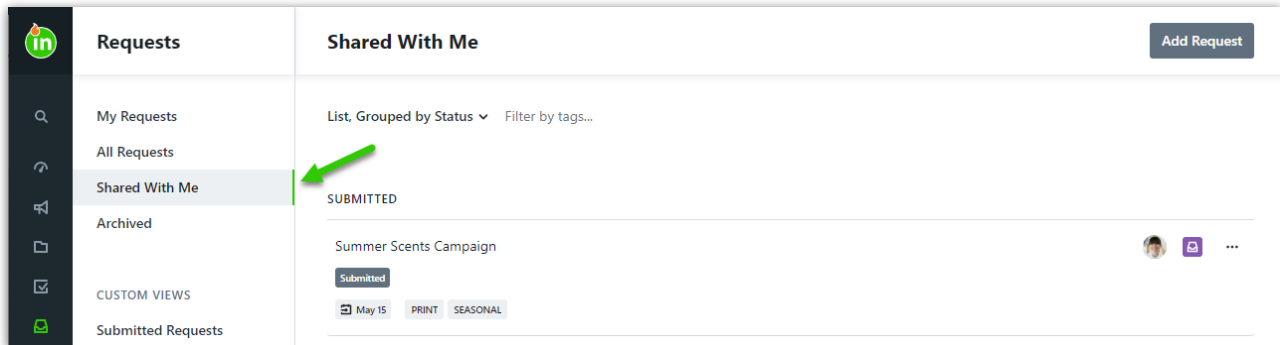 in
Requests
Shared With Me
Add Request
My Requests
All Requests
Shared With Me
Archived
CUSTOM VIEWS
Submitted Requests
List, Grouped by Status
Filter by tags...
SUBMITTED
Summer Scents Campaign
Submitted
May 15
PRINT
SEASONAL